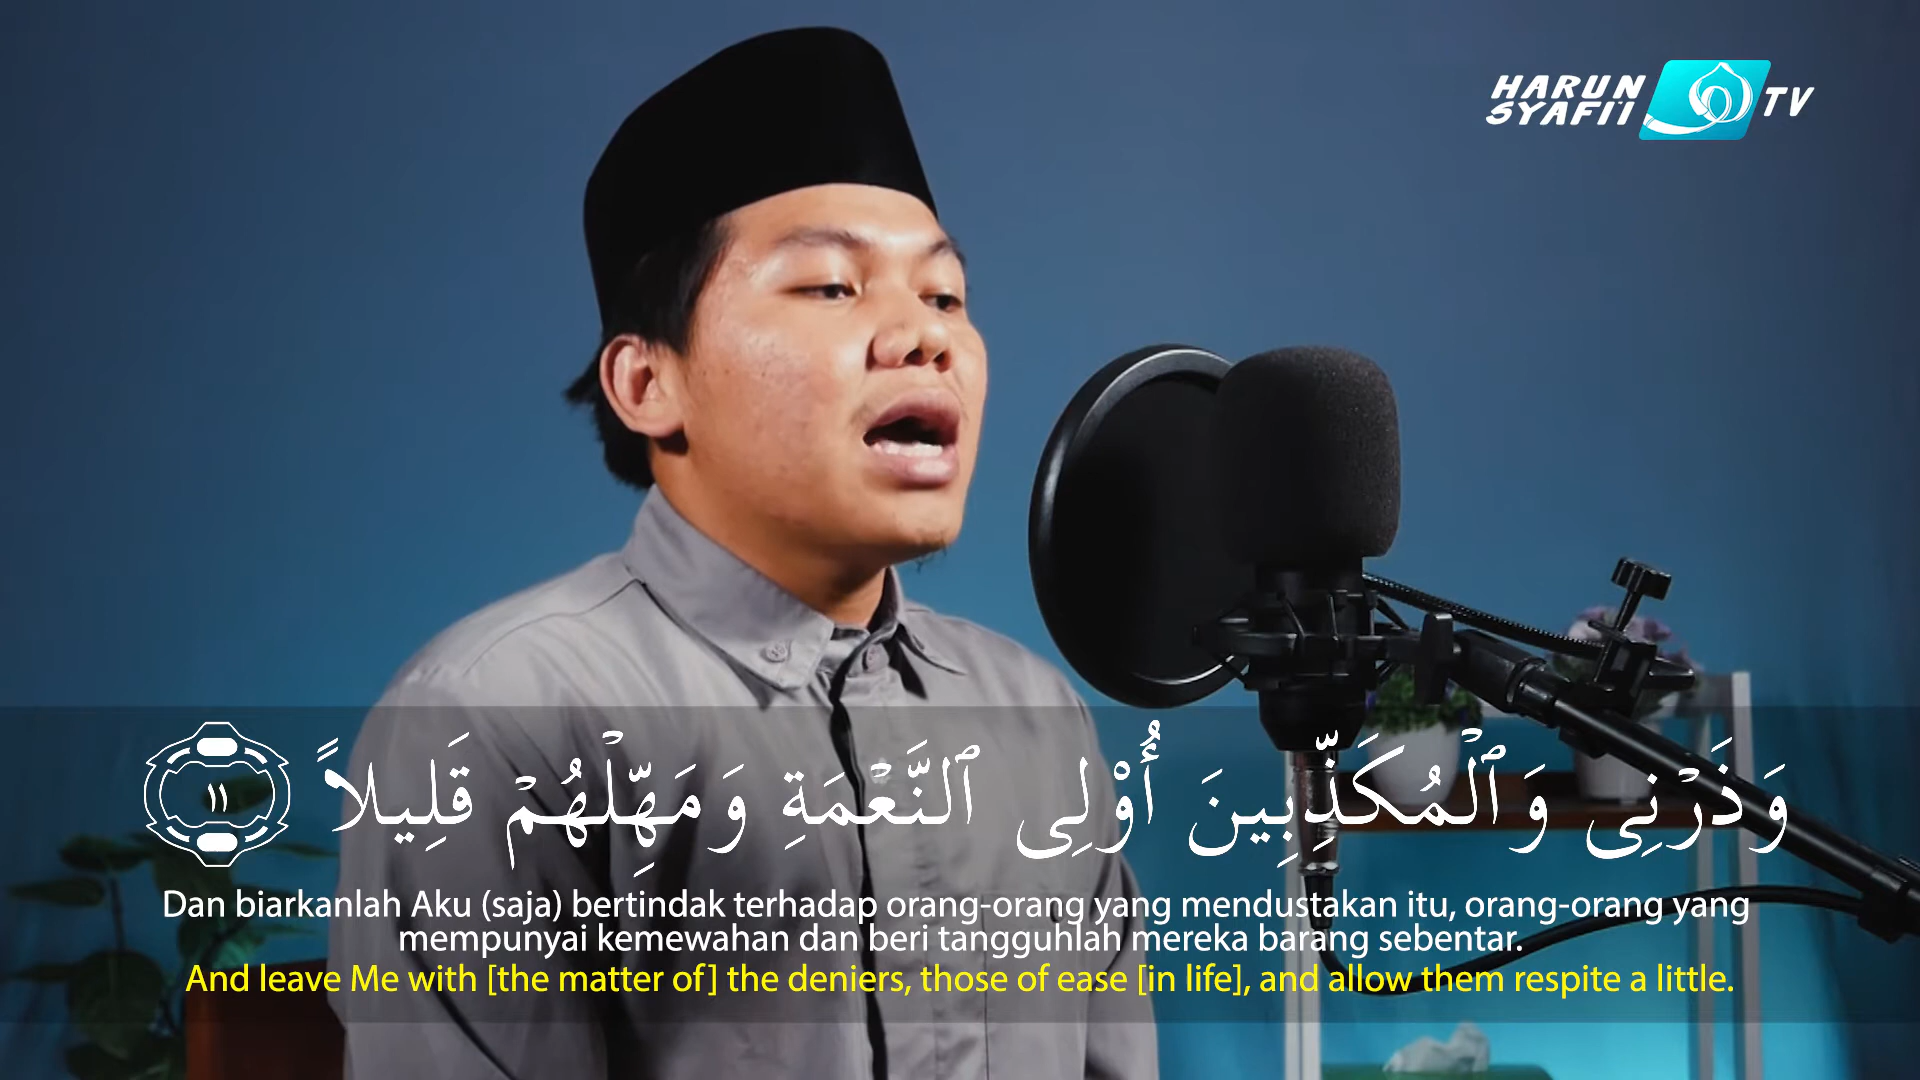 HARUN
SYAFI'I TV
وَذَرْنِى وَٱلْمُكَذِّبِينَ أُو۟لِى ٱلنَّعْمَةِ وَمَهِّلْهُمْ قَلِيلاً ١١
Dan biarkanlah Aku (saja) bertindak terhadap orang-orang yang mendustakan itu, orang-orang yang
mempunyai kemewahan dan beri tangguhlah mereka barang sebentar.
And leave Me with [the matter of] the deniers, those of ease [in life], and allow them respite a little.